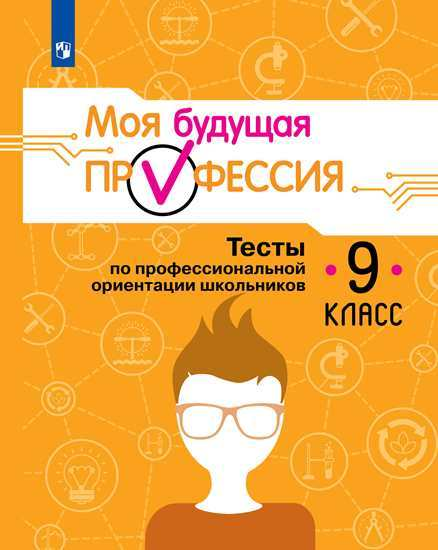 Моя будущая
ПРОФЕССИЯ
Тесты
по профессиональной
ориентации школьников
• 9 •
КЛАСС